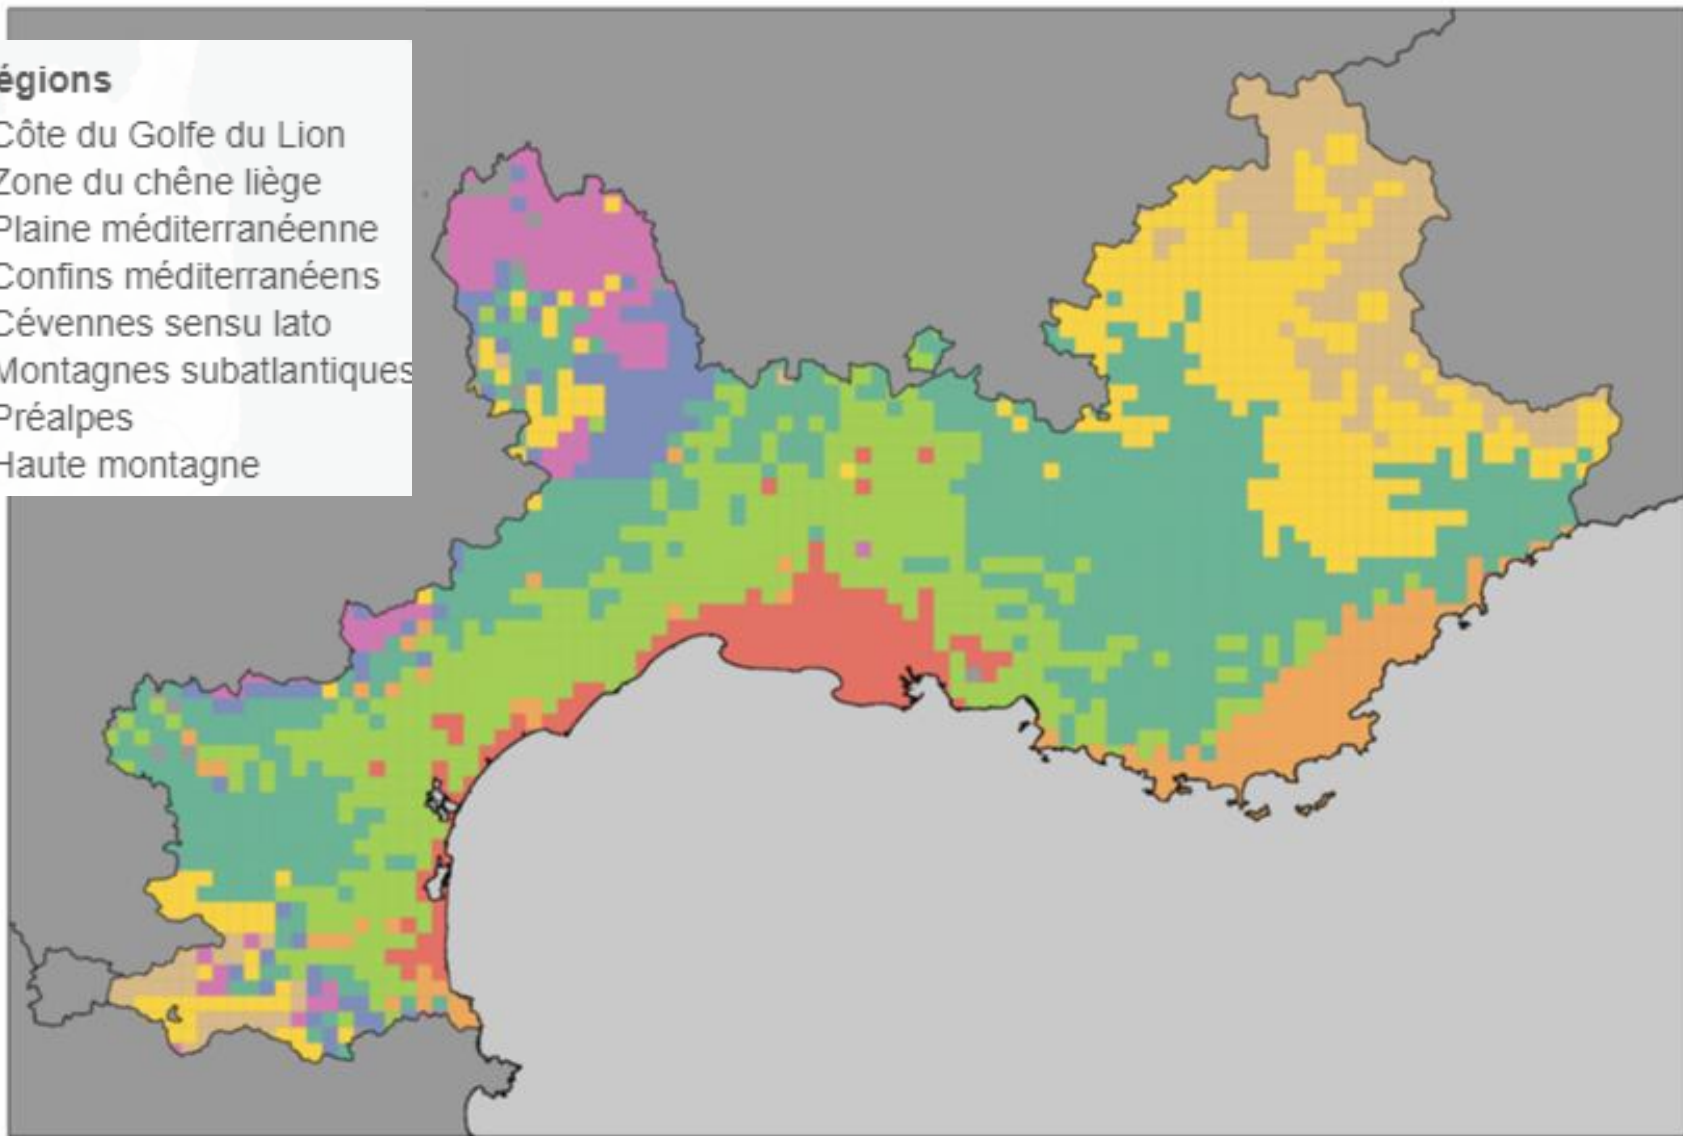 égions
Côte du Golfe du Lion
Zone du chêne liège
Plaine méditerranéenne
Confins méditerranéens
Cévennes sensu lato
Montagnes subatlantiques
Préalpes
Haute montagne